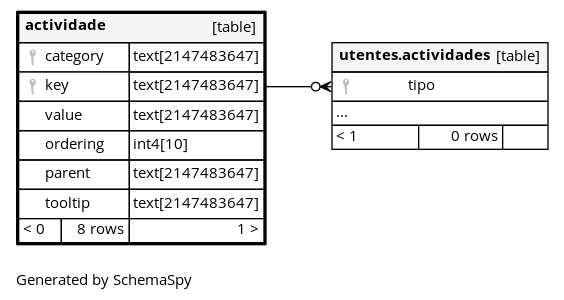 actividade [table]
category text[2147483647]
key text[2147483647]
value text[2147483647]
ordering int4[10]
parent text[2147483647]
tooltip text[2147483647]
< 0 8 rows 1 >
utentes.actividades [table]
tipo
...
< 1 0 rows
Generated by SchemaSpy